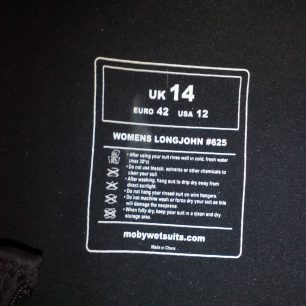 UK 14
EURO 42 USA 12
WOMENS LONGJOHN #625
• After using your suit rinse well in cold, fresh water
(max 30ºc)
• Do not use bleach, solvents or other chemicals to
clean your suit
• After washing, hang suit to drip dry away from
direct sunlight.
• Do not hang your rinsed suit on wire hangers.
• Do not machine wash or force dry your suit as this
will damage the neoprene.
• When fully dry, keep your suit in a clean and dry
storage area.
mobywetsuits.com
Made in China